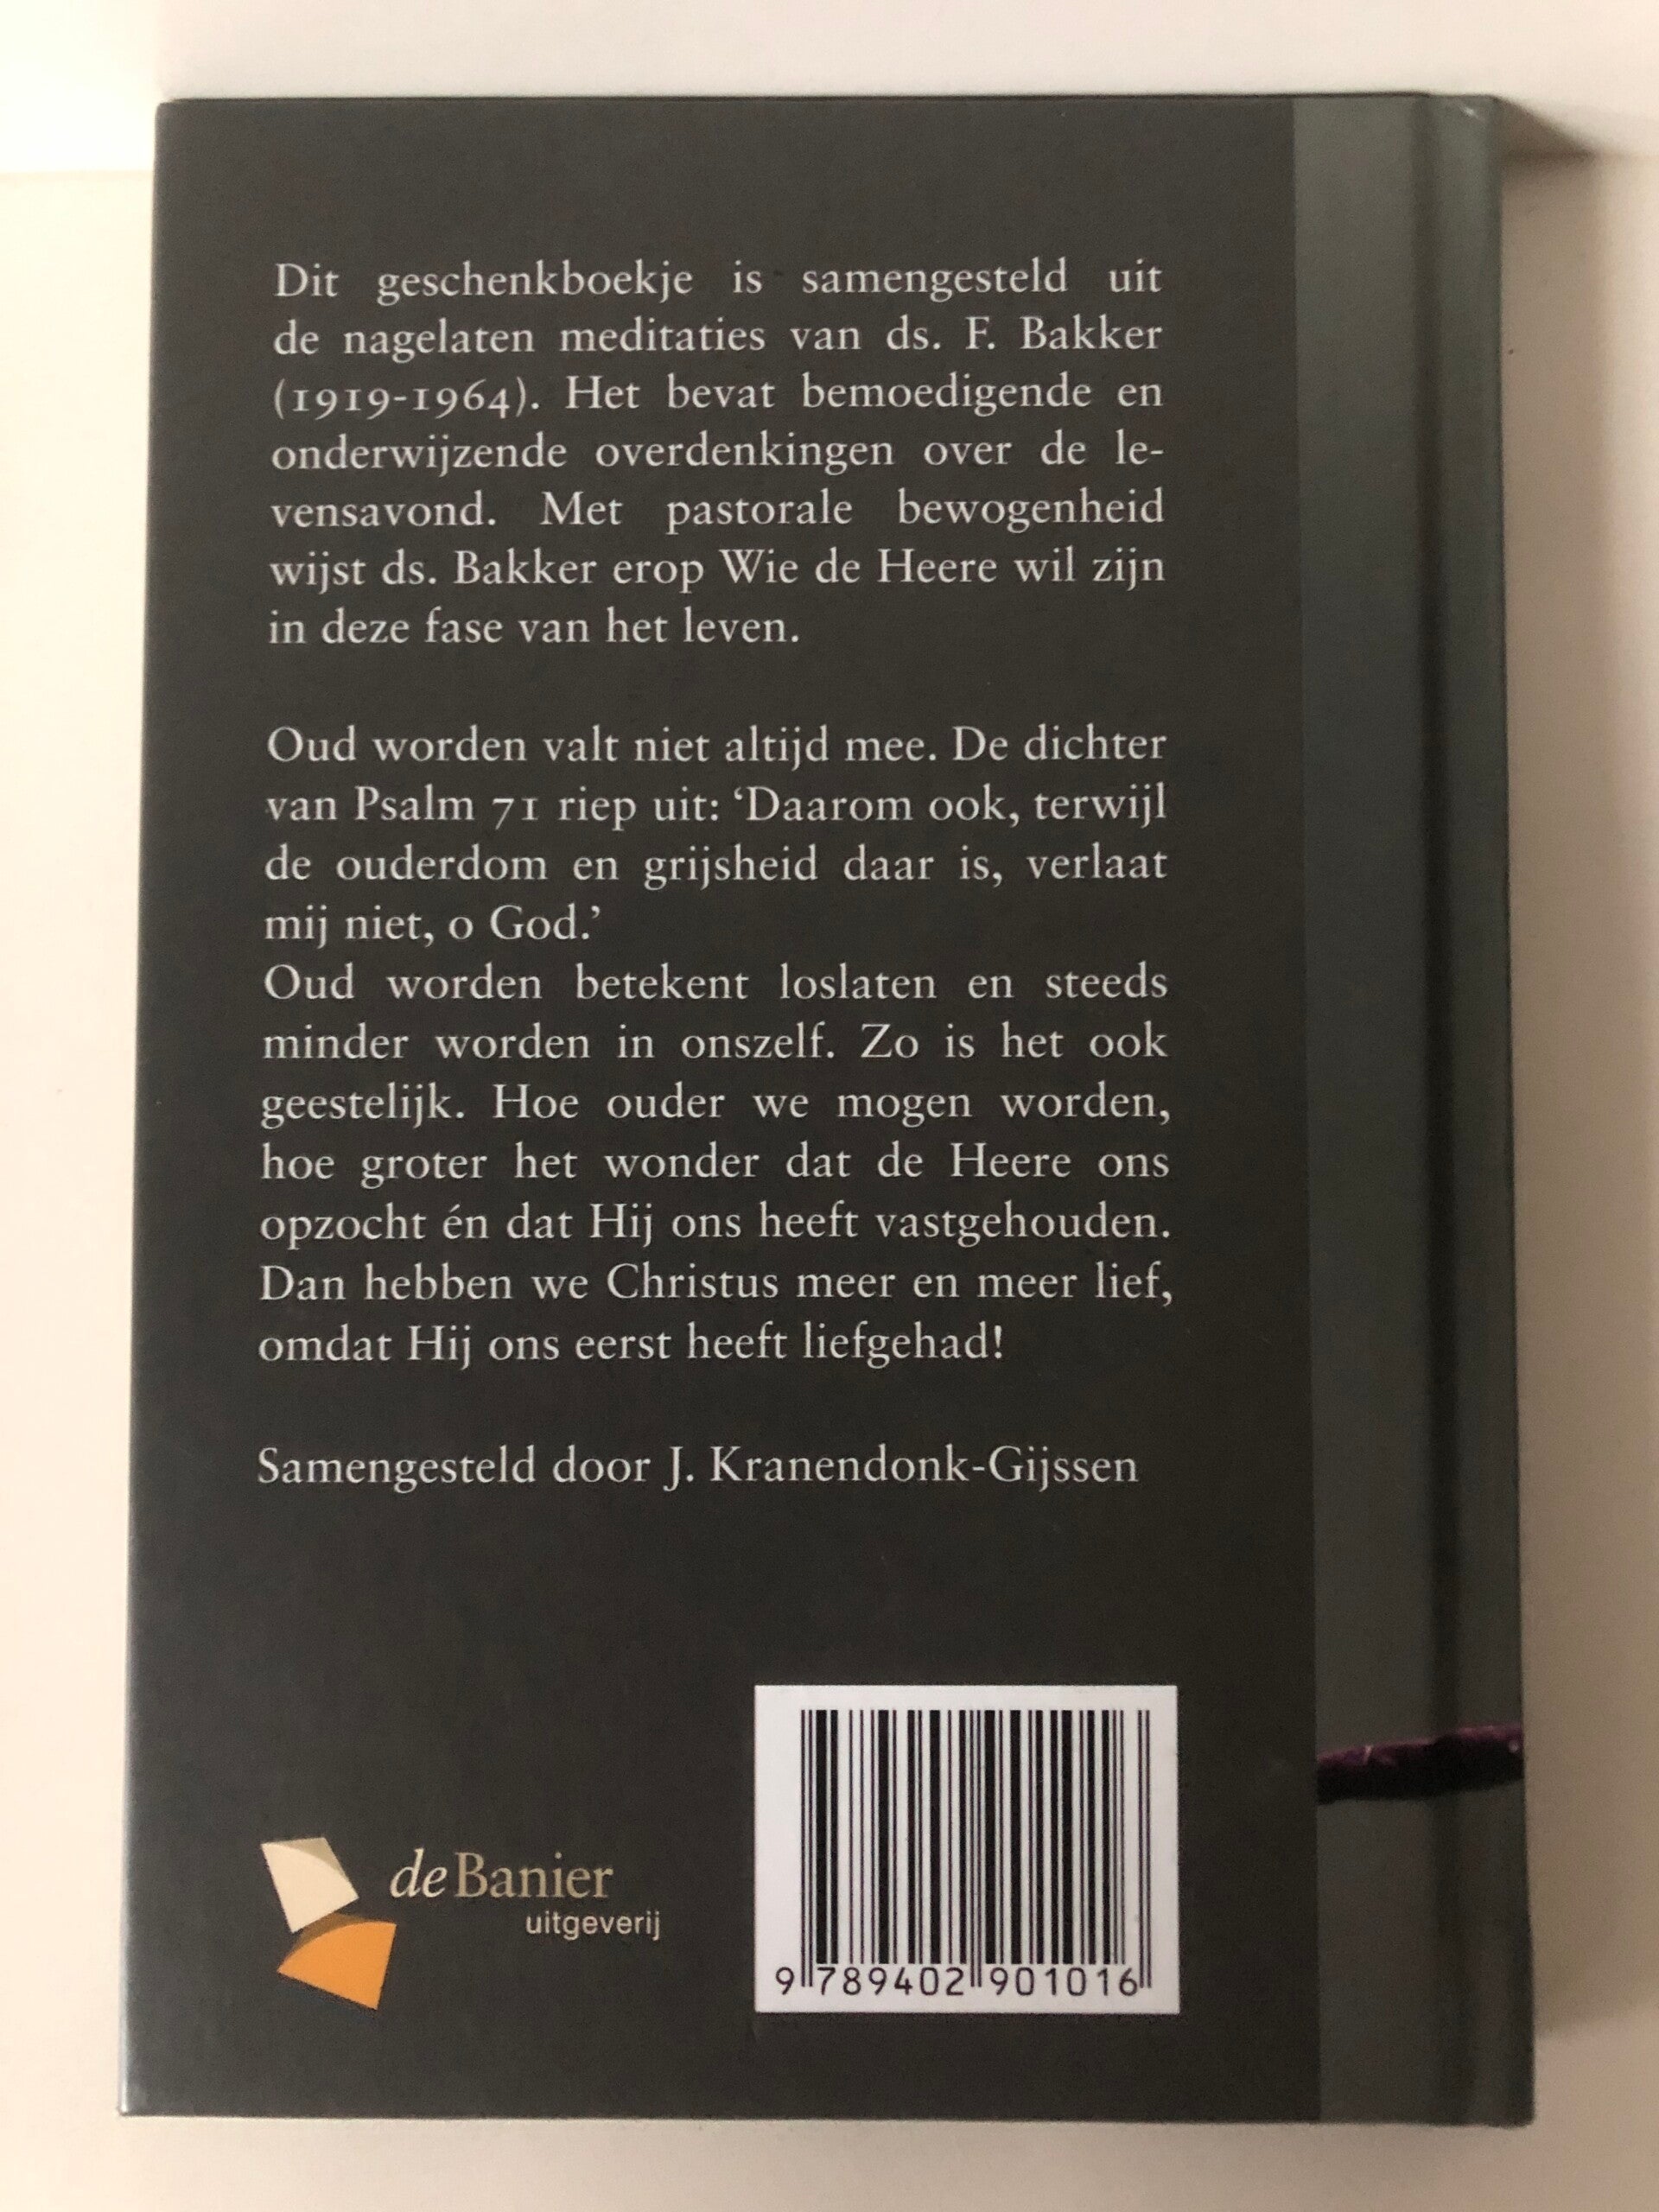 Dit geschenkboekje is samengesteld uit
de nagelaten meditaties van ds. F. Bakker
(1919-1964). Het bevat bemoedigende en
onderwijzende overdenkingen over de le-
vensavond. Met pastorale bewogenheid
wijst ds. Bakker erop Wie de Heere wil zijn
in deze fase van het leven.
Oud worden valt niet altijd mee. De dichter
van Psalm 71 riep uit: ‘Daarom ook, terwijl
de ouderdom en grijsheid daar is, verlaat
mij niet, o God.’
Oud worden betekent loslaten en steeds
minder worden in onszelf. Zo is het ook
geestelijk. Hoe ouder we mogen worden,
hoe groter het wonder dat de Heere ons
opzocht én dat Hij ons heeft vastgehouden.
Dan hebben we Christus meer en meer lief,
omdat Hij ons eerst heeft liefgehad!
Samengesteld door J. Kranendonk-Gijssen
de Banier
uitgeverij
9 789402 901016